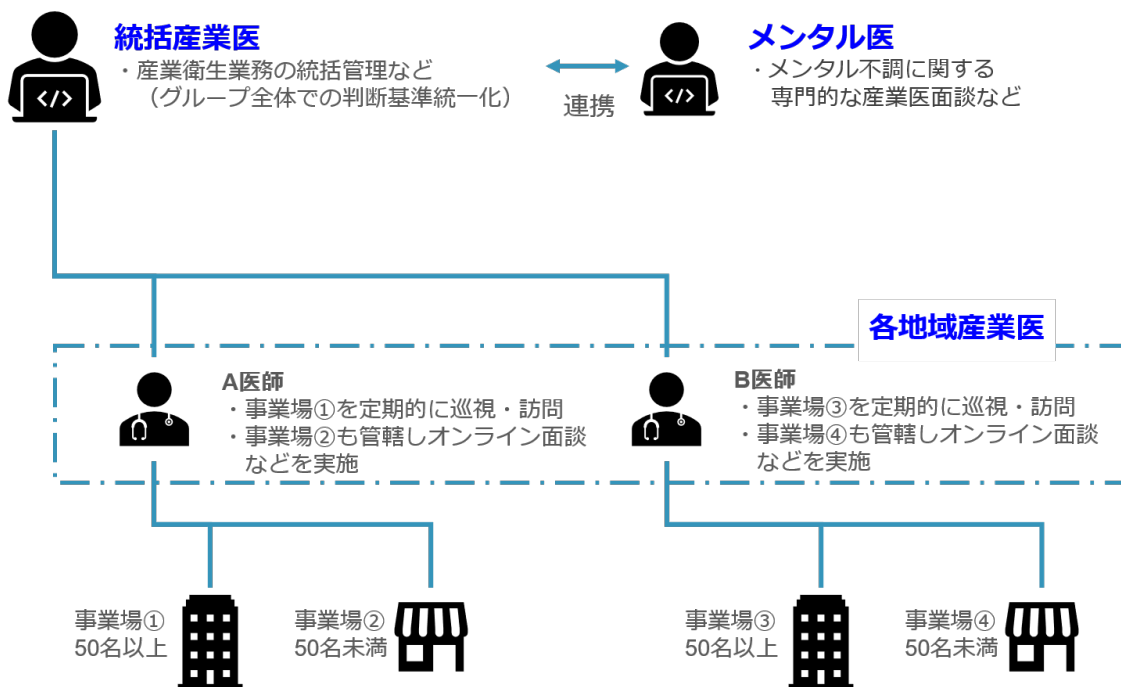 統括産業医
・産業衛生業務の統括管理など
（グループ全体での判断基準統一化）
</>
連携
メンタル医
・メンタル不調に関する
専門的な産業医面談など
</>
各地域産業医
A医師
・事業場①を定期的に巡視・訪問
・事業場②も管轄しオンライン面談
などを実施
B医師
・事業場③を定期的に巡視・訪問
・事業場④も管轄しオンライン面談
などを実施
事業場①
50名以上
事業場②
50名未満
事業場③
50名以上
事業場④
50名未満